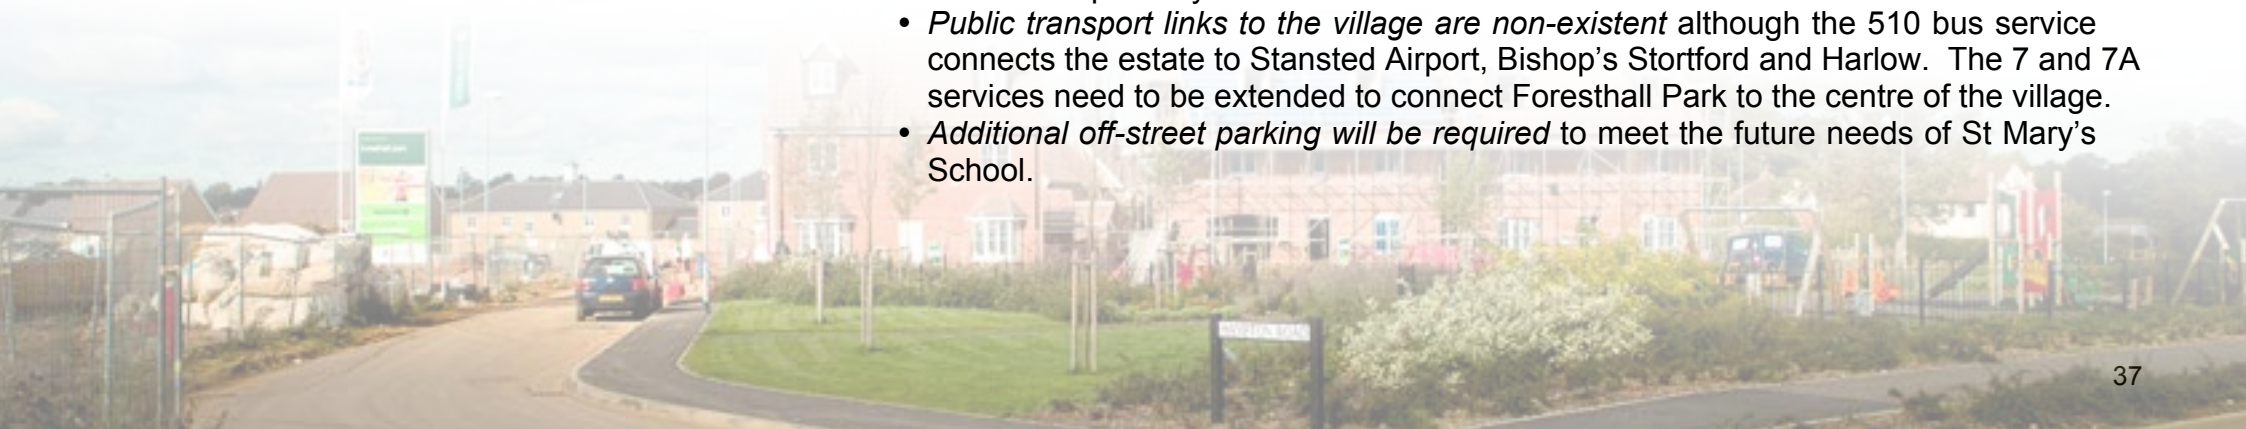 • Public transport links to the village are non-existent although the 510 bus service
connects the estate to Stansted Airport, Bishop’s Stortford and Harlow. The 7 and 7A
services need to be extended to connect Foresthall Park to the centre of the village.
• Additional off-street parking will be required to meet the future needs of St Mary’s
School.
37